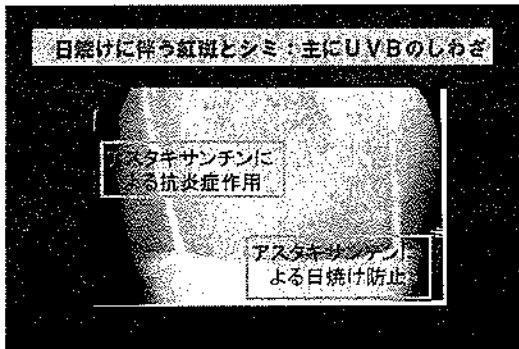 日焼けに伴う紅斑とシミ：主にUVBのしわざ
アスタキサンチンに
よる抗炎症作用
アスタキサンチンに
よる日焼け防止